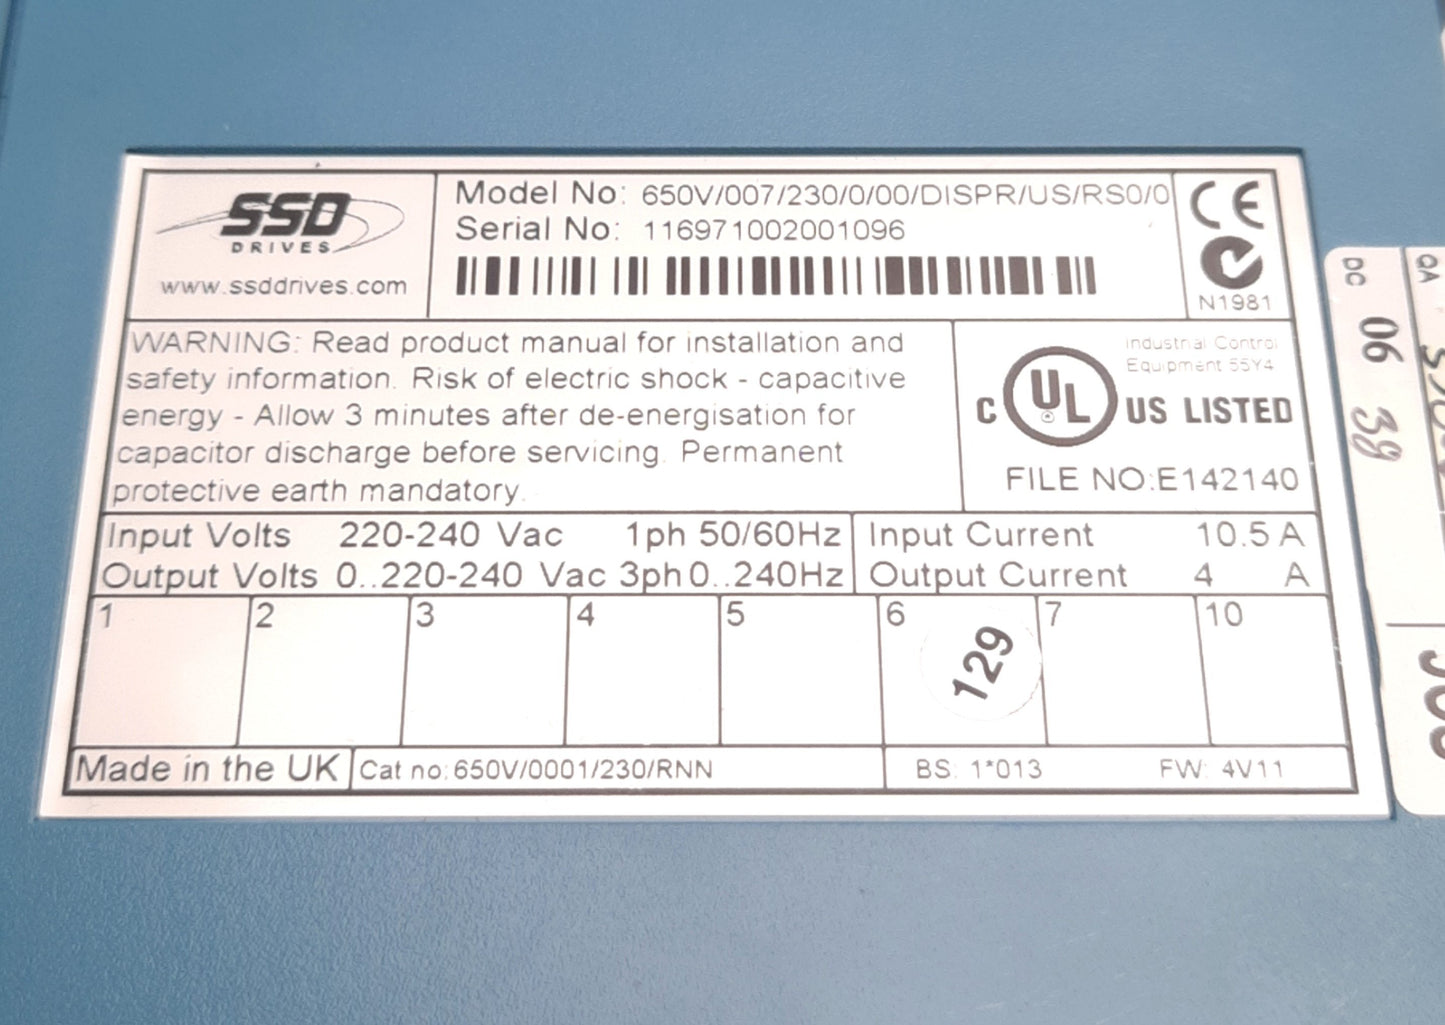 SSD
DRIVES
www.ssddrives.com
Model No: 650V/007/230/0/00/DISPR/US/RS0/0
Serial No: 116971002001096
CE
N1981
WARNING: Read product manual for installation and
safety information. Risk of electric shock - capacitive
energy - Allow 3 minutes after de-energisation for
capacitor discharge before servicing. Permanent
protective earth mandatory.
Industrial Control
Equipment 55Y4
C UL US LISTED
FILE NO:E142140
Input Volts 220-240 Vac 1ph 50/60Hz
Output Volts 0..220-240 Vac 3ph 0..240Hz
Input Current 10.5 A
Output Current 4 A
1 2 3 4 5 6 7 10
129
Made in the UK
Cat no:650V/0001/230/RNN
BS: 1*013 FW: 4V11
DC 06 39
QA